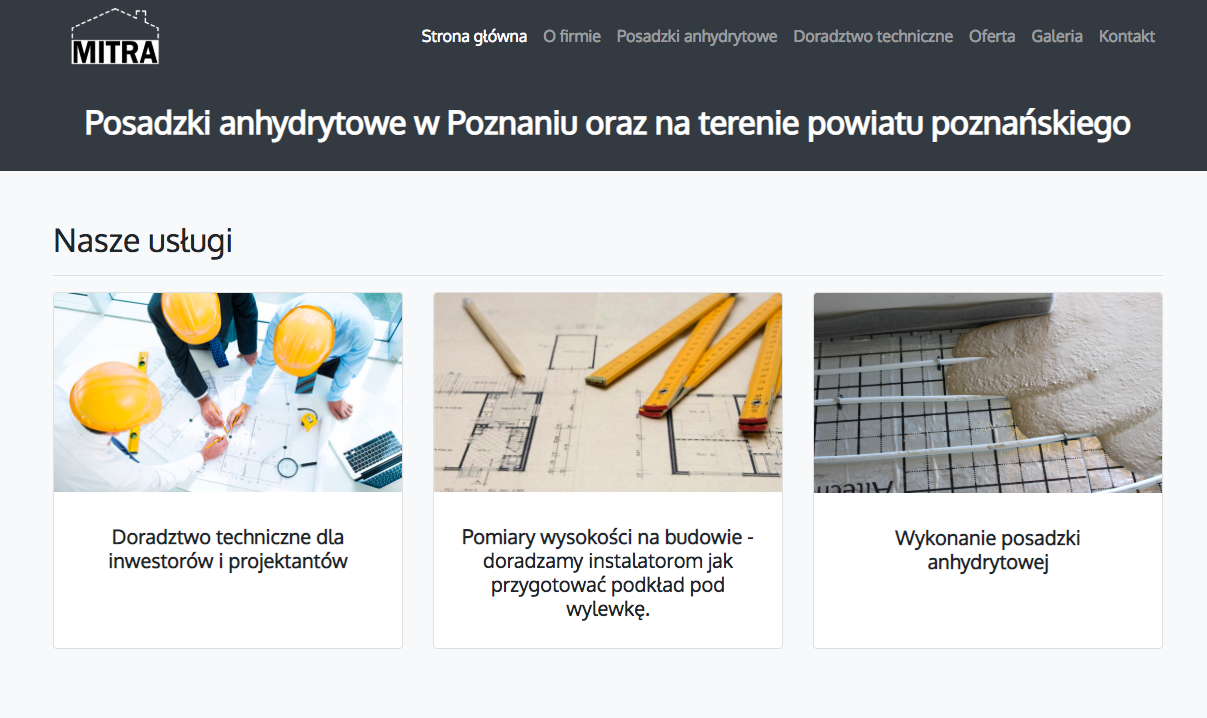 MITRA
Strona główna O firmie Posadzki anhydrytowe Doradztwo techniczne Oferta Galeria Kontakt
Posadzki anhydrytowe w Poznaniu oraz na terenie powiatu poznańskiego
Nasze usługi
Doradztwo techniczne dla
inwestorów i projektantów
Pomiary wysokości na budowie -
doradzamy instalatorom jak
przygotować podkład pod
wylewkę.
Wykonanie posadzki
anhydrytowej